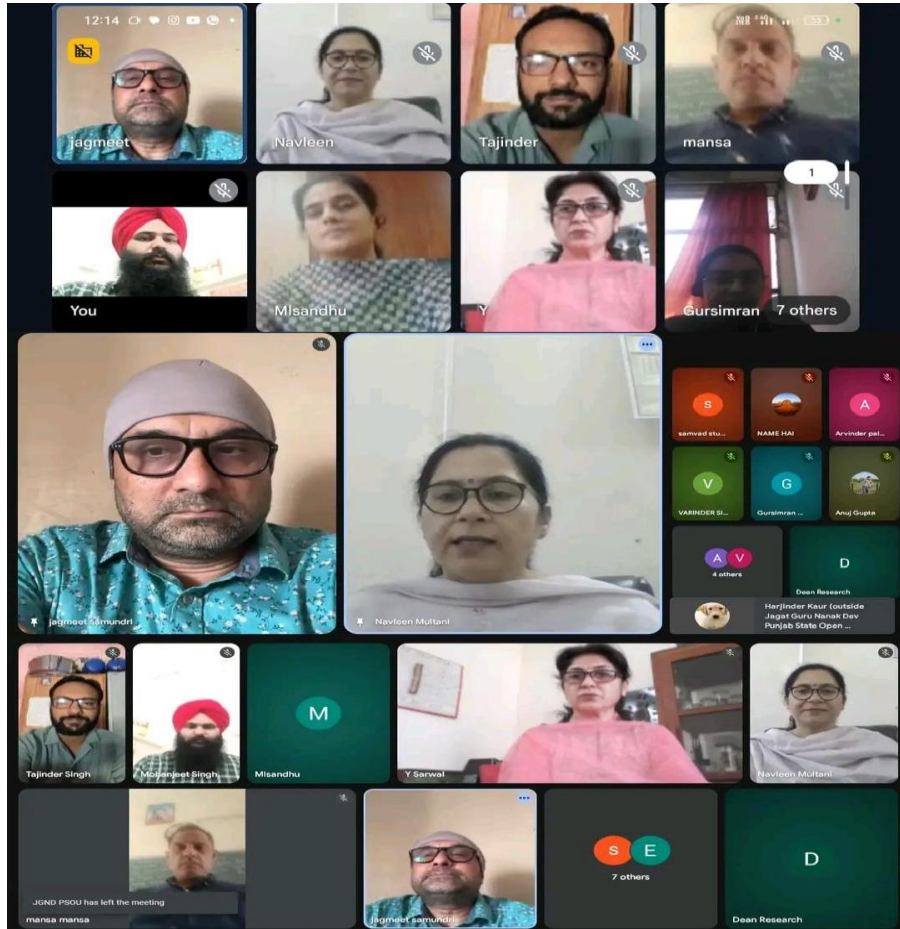 12:14
jagmeet
Navleen
Tajinder
mansa
1
You
Mlsandhu
Y
Gursimran
7 others
jagmeet samundri
Navleen Multani
S
samvad stu...
NAME HAI
A
Arvinder pal...
V
VARINDER SI...
G
Gursimran ...
Anuj Gupta
A V
4 others
D
Dean Research
Harjinder Kaur (outside
Jagat Guru Nanak Dev
Punjab State Open ...
Tajinder Singh
Mohanjeet Singh
M
Mlsandhu
Y Sarwal
Navleen Multani
JGND PSOU has left the meeting
mansa mansa
jagmeet samundri
S E
7 others
D
Dean Research